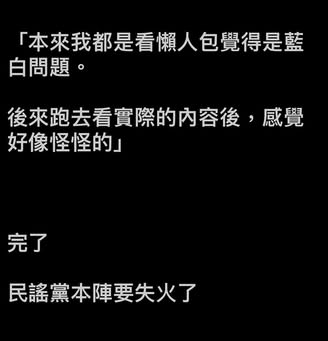 「本來我都是看懶人包覺得是藍
白問題。
後來跑去看實際的內容後，感覺
好像怪怪的」
完了
民謠黨本陣要失火了